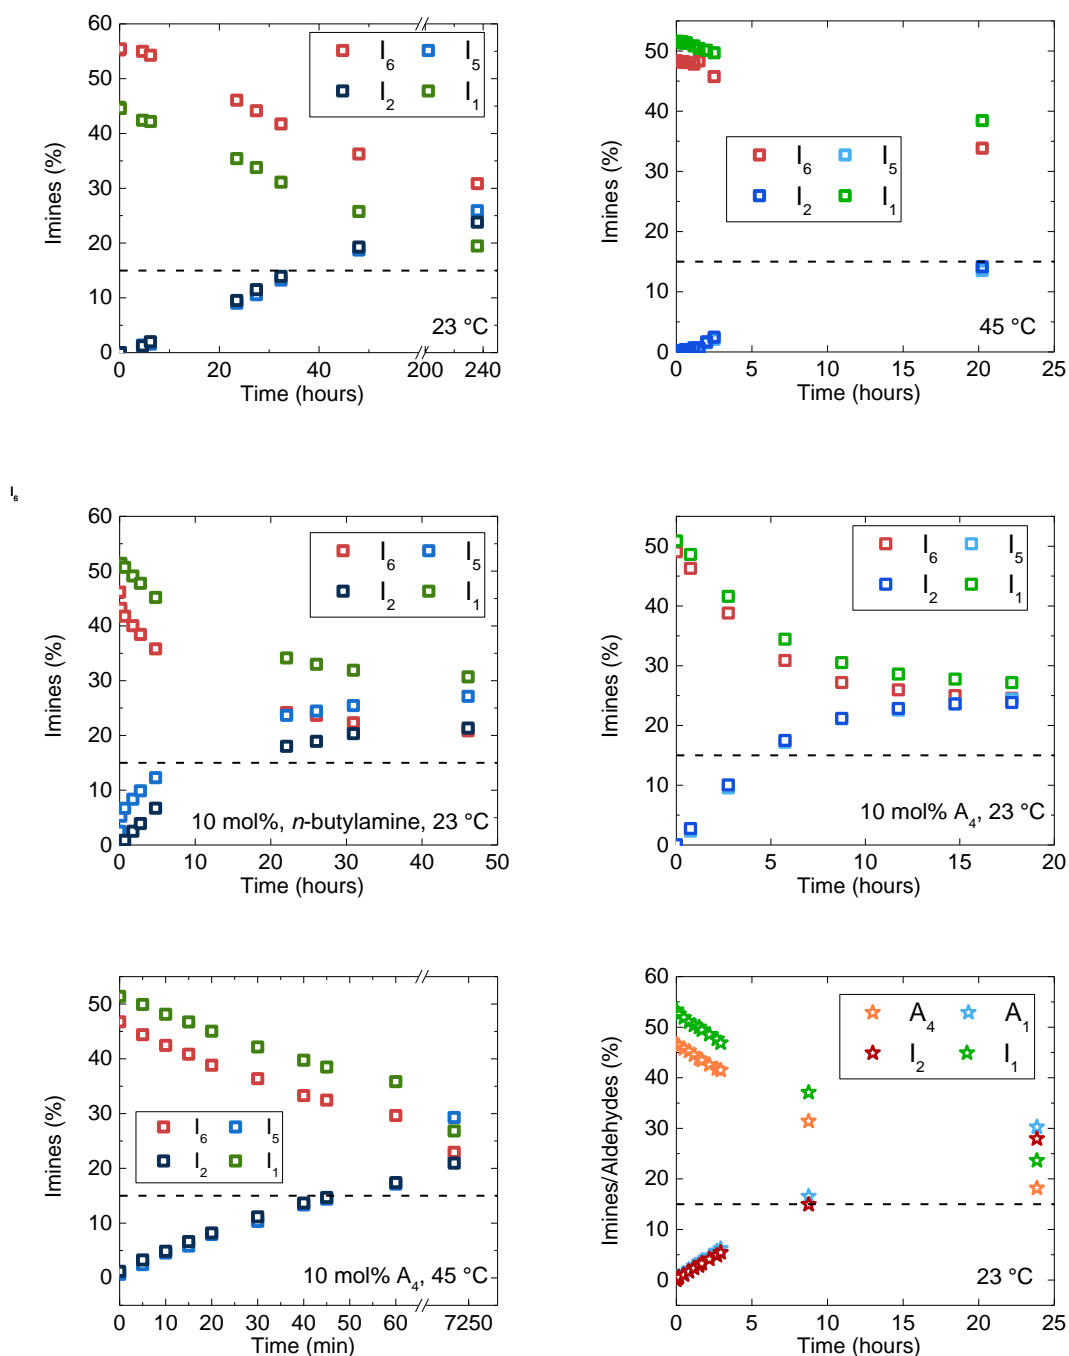 60
50
40
30
20
10
0
Imines (%)
I6 I5
I2 I1
23 °C
0 20 40 200 240
Time (hours)
50
40
30
20
10
0
Imines (%)
I6 I5
I2 I1
45 °C
0 5 10 15 20 25
Time (hours)
I6
60
50
40
30
20
10
0
Imines (%)
I6 I5
I2 I1
10 mol%, n-butylamine, 23 °C
0 10 20 30 40 50
Time (hours)
50
40
30
20
10
0
Imines (%)
I6 I5
I2 I1
10 mol% A4, 23 °C
0 5 10 15 20
Time (hours)
50
40
30
20
10
0
Imines (%)
I6 I5
I2 I1
10 mol% A4, 45 °C
0 10 20 30 40 50 60 7250
Time (min)
60
50
40
30
20
10
0
Imines/Aldehydes (%)
A4 A1
I2 I1
23 °C
0 5 10 15 20 25
Time (hours)